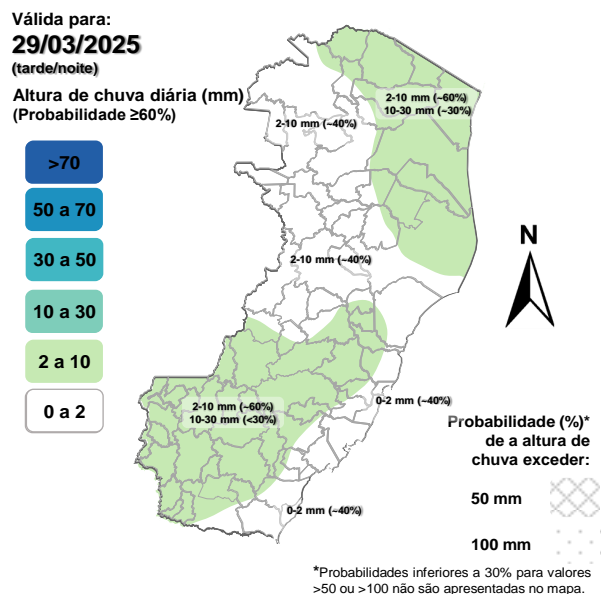 Válida para:
29/03/2025
(tarde/noite)
Altura de chuva diária (mm)
(Probabilidade ≥60%)
>70
50 a 70
30 a 50
10 a 30
2 a 10
0 a 2
2-10 mm (~60%)
10-30 mm (~30%)
2-10 mm (~40%)
2-10 mm (~40%)
N
2-10 mm (~60%)
10-30 mm (<30%)
0-2 mm (~40%)
0-2 mm (~40%)
Probabilidade (%)*
de a altura de
chuva exceder:
50 mm
100 mm
*Probabilidades inferiores a 30% para valores
>50 ou >100 não são apresentadas no mapa.